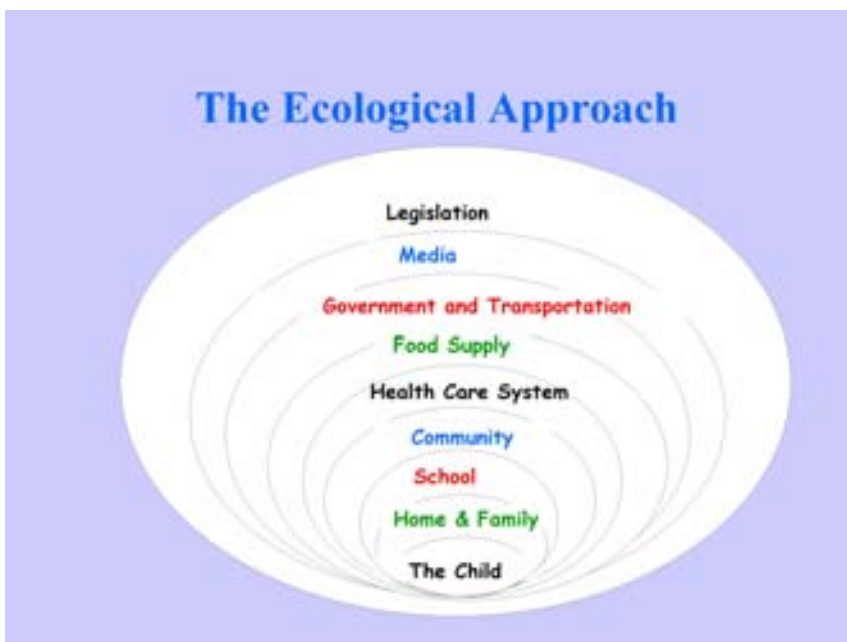 The Ecological Approach
Legislation
Media
Government and Transportation
Food Supply
Health Care System
Community
School
Home & Family
The Child